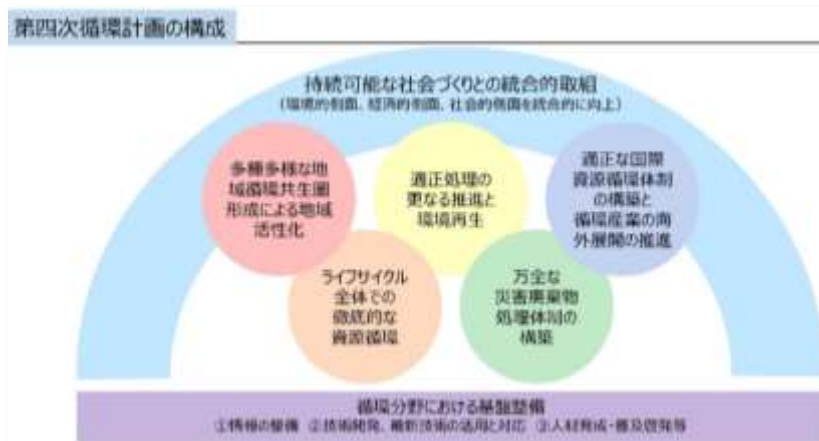 第四次循環計画の構成
持続可能な社会づくりとの統合的取組
(環境的側面、経済的側面、社会的側面を統合的に向上)
多種多様な地
域循環共生圏
形成による地域
活性化
適正処理の
更なる推進と
環境再生
適正な国際
資源循環体制
の構築と
循環産業の海
外展開の推進
ライフサイクル
全体での
徹底的な
資源循環
万全な
災害廃棄物
処理体制の
構築
循環分野における基盤整備
①情報の整備 ②技術開発、最新技術の活用と対応 ③人材育成・普及啓発等